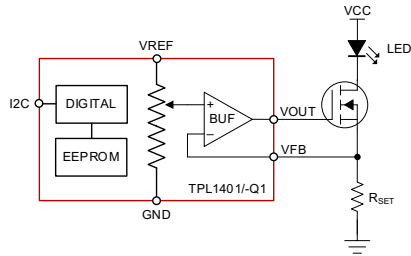 VCC
VREF
LED
I2C
DIGITAL
+
BUF
VOUT
EEPROM
–
VFB
TPL1401/-Q1
RSET
GND